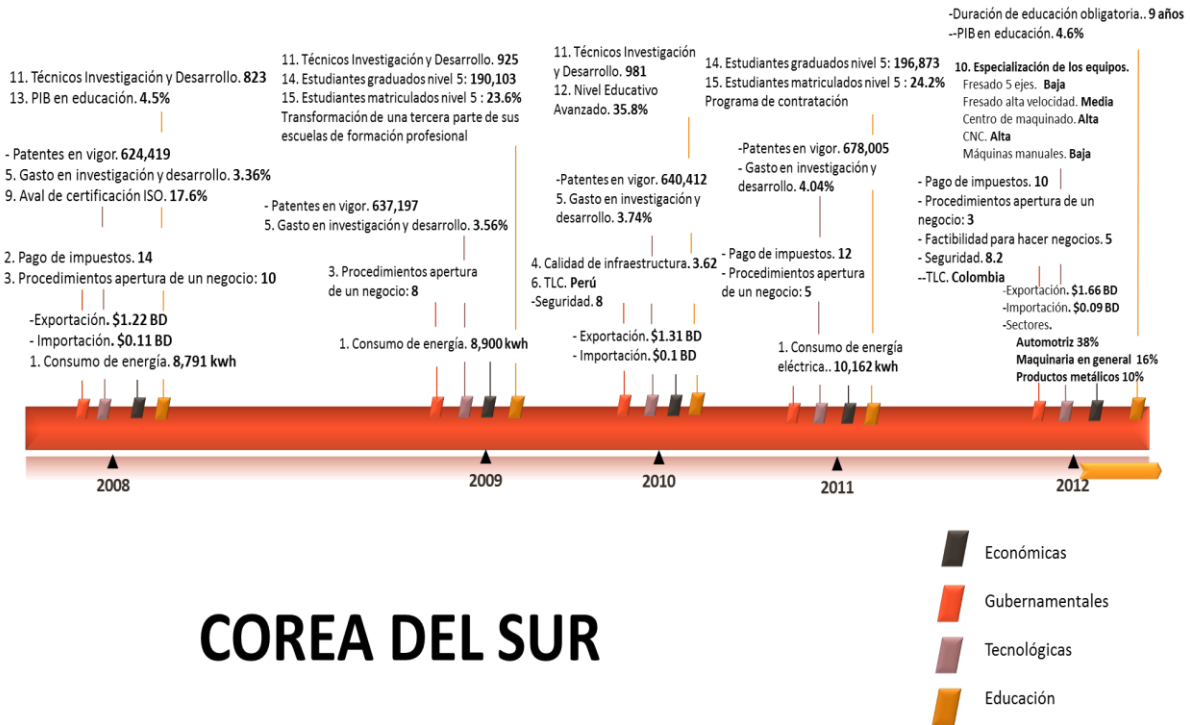 11. Técnicos Investigación y Desarrollo. 823
13. PIB en educación. 4.5%
- Patentes en vigor. 624,419
5. Gasto en investigación y desarrollo. 3.36%
9. Aval de certificación ISO. 17.6%
2. Pago de impuestos. 14
3. Procedimientos apertura de un negocio: 10
-Exportación. $1.22 BD
- Importación. $0.11 BD
1. Consumo de energía. 8,791 kwh
11. Técnicos Investigación y Desarrollo. 925
14. Estudiantes graduados nivel 5: 190,103
15. Estudiantes matriculados nivel 5 : 23.6%
Transformación de una tercera parte de sus
escuelas de formación profesional
- Patentes en vigor. 637,197
5. Gasto en investigación y desarrollo. 3.56%
3. Procedimientos apertura
de un negocio: 8
1. Consumo de energía. 8,900 kwh
11. Técnicos Investigación
y Desarrollo. 981
12. Nivel Educativo
Avanzado. 35.8%
-Patentes en vigor. 640,412
5. Gasto en investigación y
desarrollo. 3.74%
4. Calidad de infraestructura. 3.62
6. TLC. Perú
-Seguridad. 8
- Exportación. $1.31 BD
- Importación. $0.1 BD
14. Estudiantes graduados nivel 5: 196,873
15. Estudiantes matriculados nivel 5 : 24.2%
Programa de contratación
-Patentes en vigor. 678,005
- Gasto en investigación y
desarrollo. 4.04%
- Pago de impuestos. 12
- Procedimientos apertura
de un negocio: 5
1. Consumo de energía
eléctrica.. 10,162 kwh
-Duración de educación obligatoria.. 9 años
--PIB en educación. 4.6%
10. Especialización de los equipos.
Fresado 5 ejes. Baja
Fresado alta velocidad. Media
Centro de maquinado. Alta
CNC. Alta
Máquinas manuales. Baja
- Pago de impuestos. 10
- Procedimientos apertura de un
negocio: 3
- Factibilidad para hacer negocios. 5
- Seguridad. 8.2
--TLC. Colombia
-Exportación. $1.66 BD
-Importación. $0.09 BD
-Sectores.
Automotriz 38%
Maquinaria en general 16%
Productos metálicos 10%
2008
2009
2010
2011
2012
COREA DEL SUR
Económicas
Gubernamentales
Tecnológicas
Educación